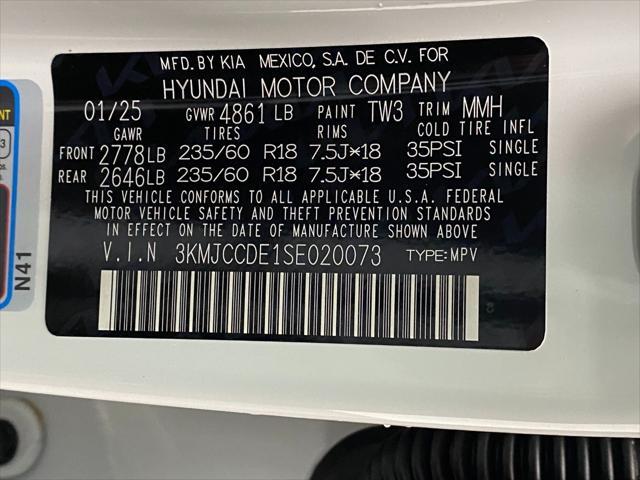 MFD. BY KIA MEXICO, S.A. DE C.V. FOR
HYUNDAI MOTOR COMPANY
01/25 GVWR 4861 LB PAINT TW3 TRIM MMH
GAWR TIRES RIMS COLD TIRE INFL
FRONT 2778LB 235/60 R18 7.5J×18 35PSI SINGLE
REAR 2646LB 235/60 R18 7.5J×18 35PSI SINGLE
THIS VEHICLE CONFORMS TO ALL APPLICABLE U.S.A. FEDERAL
MOTOR VEHICLE SAFETY AND THEFT PREVENTION STANDARDS
IN EFFECT ON THE DATE OF MANUFACTURE SHOWN ABOVE
V.I.N 3KMJCCDE1SE020073 TYPE:MPV
N41